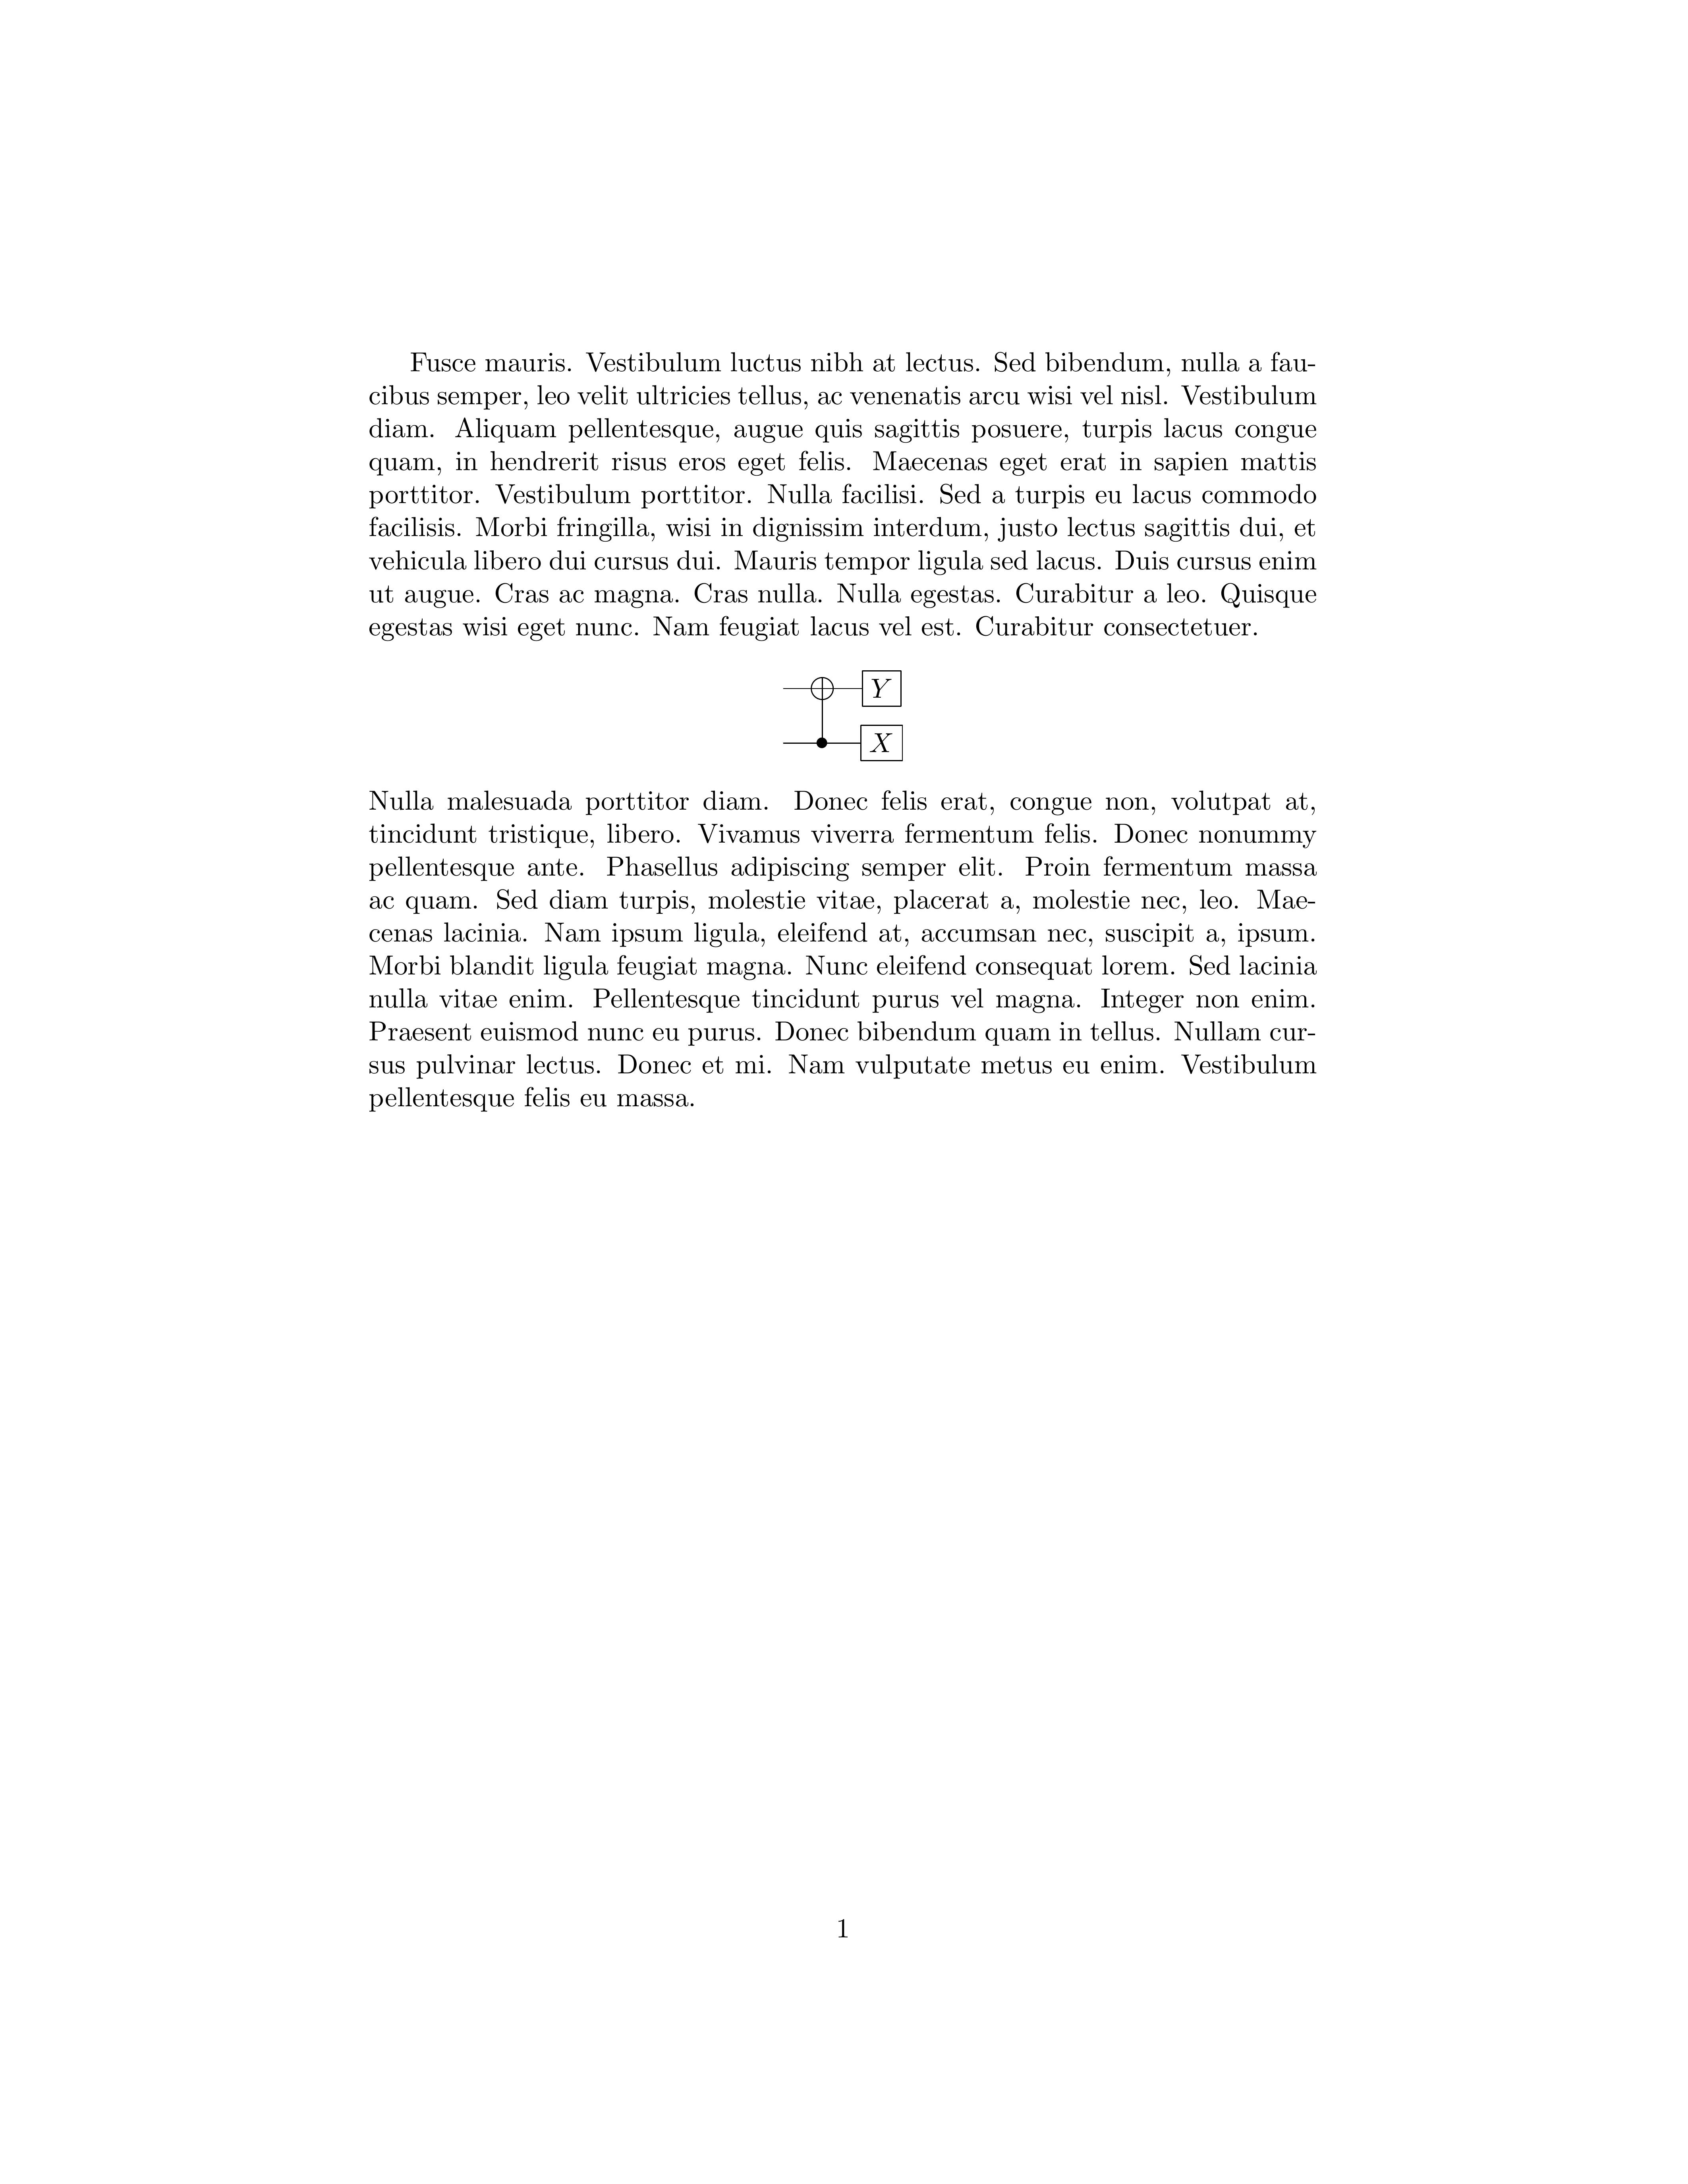 Fusce mauris. Vestibulum luctus nibh at lectus. Sed bibendum, nulla a fau-
cibus semper, leo velit ultricies tellus, ac venenatis arcu wisi vel nisl. Vestibulum
diam. Aliquam pellentesque, augue quis sagittis posuere, turpis lacus congue
quam, in hendrerit risus eros eget felis. Maecenas eget erat in sapien mattis
porttitor. Vestibulum porttitor. Nulla facilisi. Sed a turpis eu lacus commodo
facilisis. Morbi fringilla, wisi in dignissim interdum, justo lectus sagittis dui, et
vehicula libero dui cursus dui. Mauris tempor ligula sed lacus. Duis cursus enim
ut augue. Cras ac magna. Cras nulla. Nulla egestas. Curabitur a leo. Quisque
egestas wisi eget nunc. Nam feugiat lacus vel est. Curabitur consectetuer.
Y
X
Nulla malesuada porttitor diam. Donec felis erat, congue non, volutpat at,
tincidunt tristique, libero. Vivamus viverra fermentum felis. Donec nonummy
pellentesque ante. Phasellus adipiscing semper elit. Proin fermentum massa
ac quam. Sed diam turpis, molestie vitae, placerat a, molestie nec, leo. Mae-
cenas lacinia. Nam ipsum ligula, eleifend at, accumsan nec, suscipit a, ipsum.
Morbi blandit ligula feugiat magna. Nunc eleifend consequat lorem. Sed lacinia
nulla vitae enim. Pellentesque tincidunt purus vel magna. Integer non enim.
Praesent euismod nunc eu purus. Donec bibendum quam in tellus. Nullam cur-
sus pulvinar lectus. Donec et mi. Nam vulputate metus eu enim. Vestibulum
pellentesque felis eu massa.
1